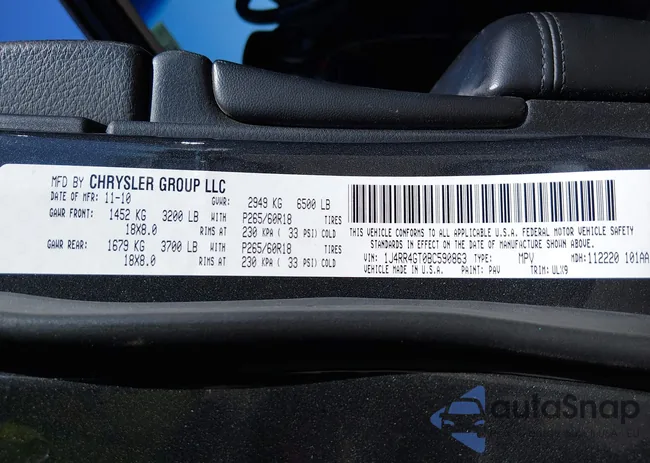 MFD BY CHRYSLER GROUP LLC
DATE OF MFR: 11-10 GVWR: 2949 KG 6500 LB
GAWR FRONT: 1452 KG 3200 LB WITH P265/60R18 TIRES
18X8.0 RIMS AT 230 KPA ( 33 PSI) COLD
GAWR REAR: 1679 KG 3700 LB WITH P265/60R18 TIRES
18X8.0 RIMS AT 230 KPA ( 33 PSI) COLD
THIS VEHICLE CONFORMS TO ALL APPLICABLE U.S.A. FEDERAL MOTOR VEHICLE SAFETY
STANDARDS IN EFFECT ON THE DATE OF MANUFACTURE SHOWN ABOVE.
VIN: 1J4RR4GT0BC590863 TYPE: MPV MDH: 112220 101AA
VEHICLE MADE IN U.S.A. PAINT: PAV TRIM: ULX9
autoSnap